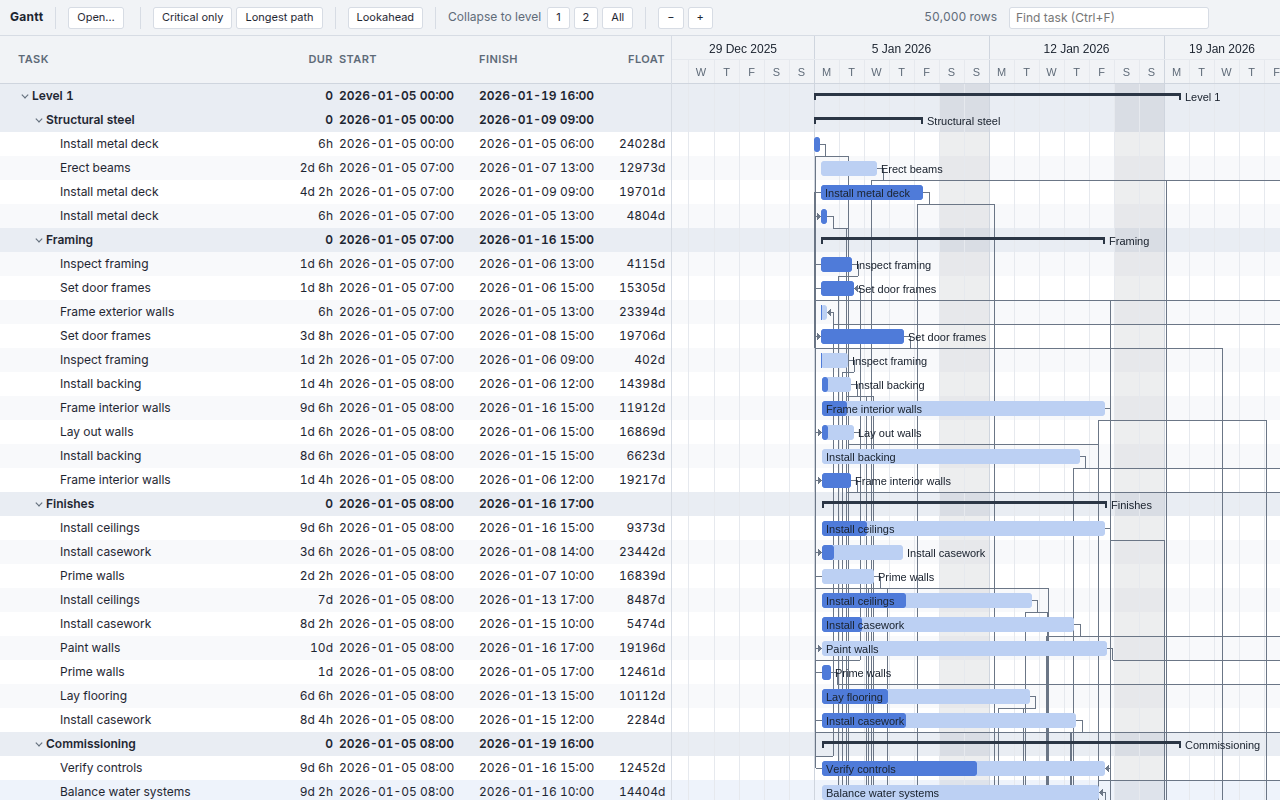 Gantt Open... Critical only Longest path Lookahead Collapse to level 1 2 All − + 50,000 rows Find task (Ctrl+F)
29 Dec 2025 5 Jan 2026 12 Jan 2026 19 Jan 2026
TASK DUR START FINISH FLOAT
W T F S S M T W T F S S M T W T F S S M T W T F
Level 1 0 2026-01-05 00:00 2026-01-19 16:00 Level 1
Structural steel 0 2026-01-05 00:00 2026-01-09 09:00 Structural steel
Install metal deck 6h 2026-01-05 00:00 2026-01-05 06:00 24028d
Erect beams 2d 6h 2026-01-05 07:00 2026-01-07 13:00 12973d Erect beams
Install metal deck 4d 2h 2026-01-05 07:00 2026-01-09 09:00 19701d Install metal deck
Install metal deck 6h 2026-01-05 07:00 2026-01-05 13:00 4804d
Framing 0 2026-01-05 07:00 2026-01-16 15:00 Framing
Inspect framing 1d 6h 2026-01-05 07:00 2026-01-06 13:00 4115d Inspect framing
Set door frames 1d 8h 2026-01-05 07:00 2026-01-06 15:00 15305d Set door frames
Frame exterior walls 6h 2026-01-05 07:00 2026-01-05 13:00 23394d
Set door frames 3d 8h 2026-01-05 07:00 2026-01-08 15:00 19706d Set door frames
Inspect framing 1d 2h 2026-01-05 07:00 2026-01-06 09:00 402d Inspect framing
Install backing 1d 4h 2026-01-05 08:00 2026-01-06 12:00 14398d Install backing
Frame interior walls 9d 6h 2026-01-05 08:00 2026-01-16 15:00 11912d Frame interior walls
Lay out walls 1d 6h 2026-01-05 08:00 2026-01-06 15:00 16869d Lay out walls
Install backing 8d 6h 2026-01-05 08:00 2026-01-15 15:00 6623d Install backing
Frame interior walls 1d 4h 2026-01-05 08:00 2026-01-06 12:00 19217d Frame interior walls
Finishes 0 2026-01-05 08:00 2026-01-16 17:00 Finishes
Install ceilings 9d 6h 2026-01-05 08:00 2026-01-16 15:00 9373d Install ceilings
Install casework 3d 6h 2026-01-05 08:00 2026-01-08 14:00 23442d Install casework
Prime walls 2d 2h 2026-01-05 08:00 2026-01-07 10:00 16839d Prime walls
Install ceilings 7d 2026-01-05 08:00 2026-01-13 17:00 8487d Install ceilings
Install casework 8d 2h 2026-01-05 08:00 2026-01-15 10:00 5474d Install casework
Paint walls 10d 2026-01-05 08:00 2026-01-16 17:00 19196d Paint walls
Prime walls 1d 2026-01-05 08:00 2026-01-05 17:00 12461d Prime walls
Lay flooring 6d 6h 2026-01-05 08:00 2026-01-13 15:00 10112d Lay flooring
Install casework 8d 4h 2026-01-05 08:00 2026-01-15 12:00 2284d Install casework
Commissioning 0 2026-01-05 08:00 2026-01-19 16:00 Commissioning
Verify controls 9d 6h 2026-01-05 08:00 2026-01-16 15:00 12452d Verify controls
Balance water systems 9d 2h 2026-01-05 08:00 2026-01-16 10:00 14404d Balance water systems